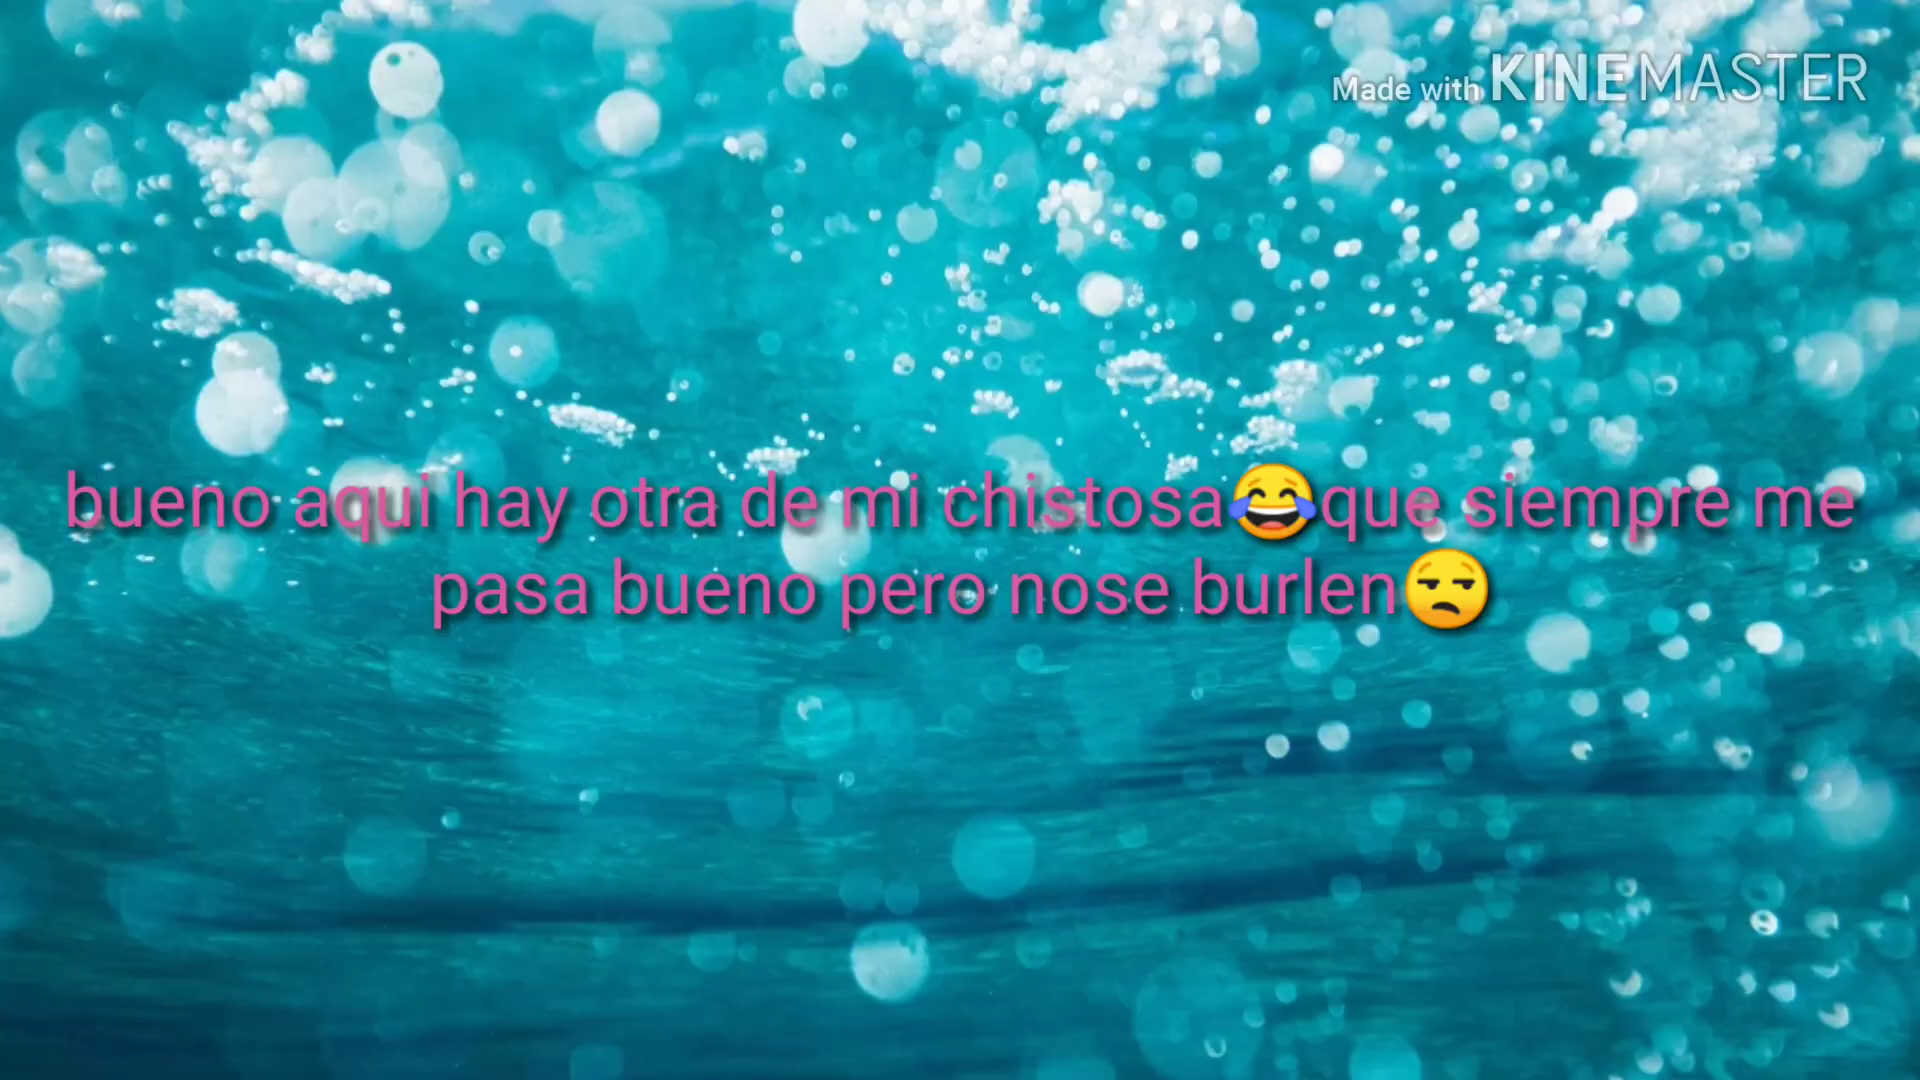 Made with KINEMASTER
bueno aqui hay otra de mi chistosa😂que siempre me
pasa bueno pero nose burlen😒